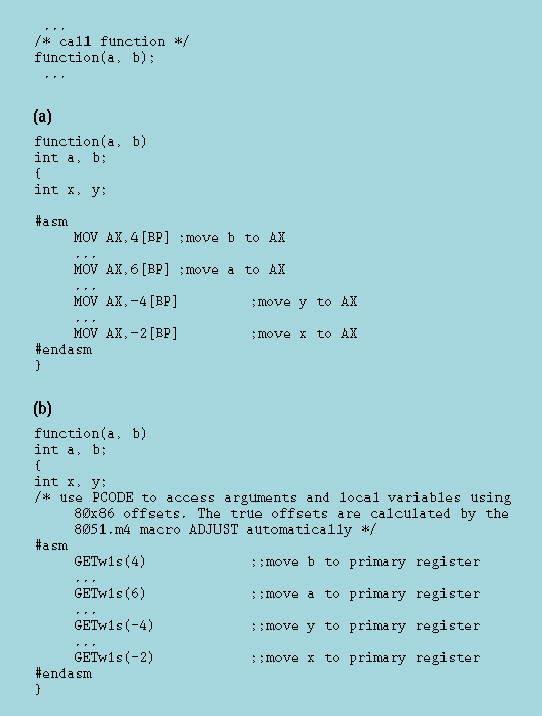 ...
/* call function */
function(a, b);
...
(a)
function(a, b)
int a, b;
{
int x, y;
#asm
MOV AX,4[BP] ;move b to AX
...
MOV AX,6[BP] ;move a to AX
...
MOV AX,-4[BP] ;move y to AX
...
MOV AX,-2[BP] ;move x to AX
#endasm
}
(b)
function(a, b)
int a, b;
{
int x, y;
/* use PCODE to access arguments and local variables using
80x86 offsets. The true offsets are calculated by the
8051.m4 macro ADJUST automatically */
#asm
GETw1s(4) ;;move b to primary register
...
GETw1s(6) ;;move a to primary register
...
GETw1s(-4) ;;move y to primary register
...
GETw1s(-2) ;;move x to primary register
#endasm
}